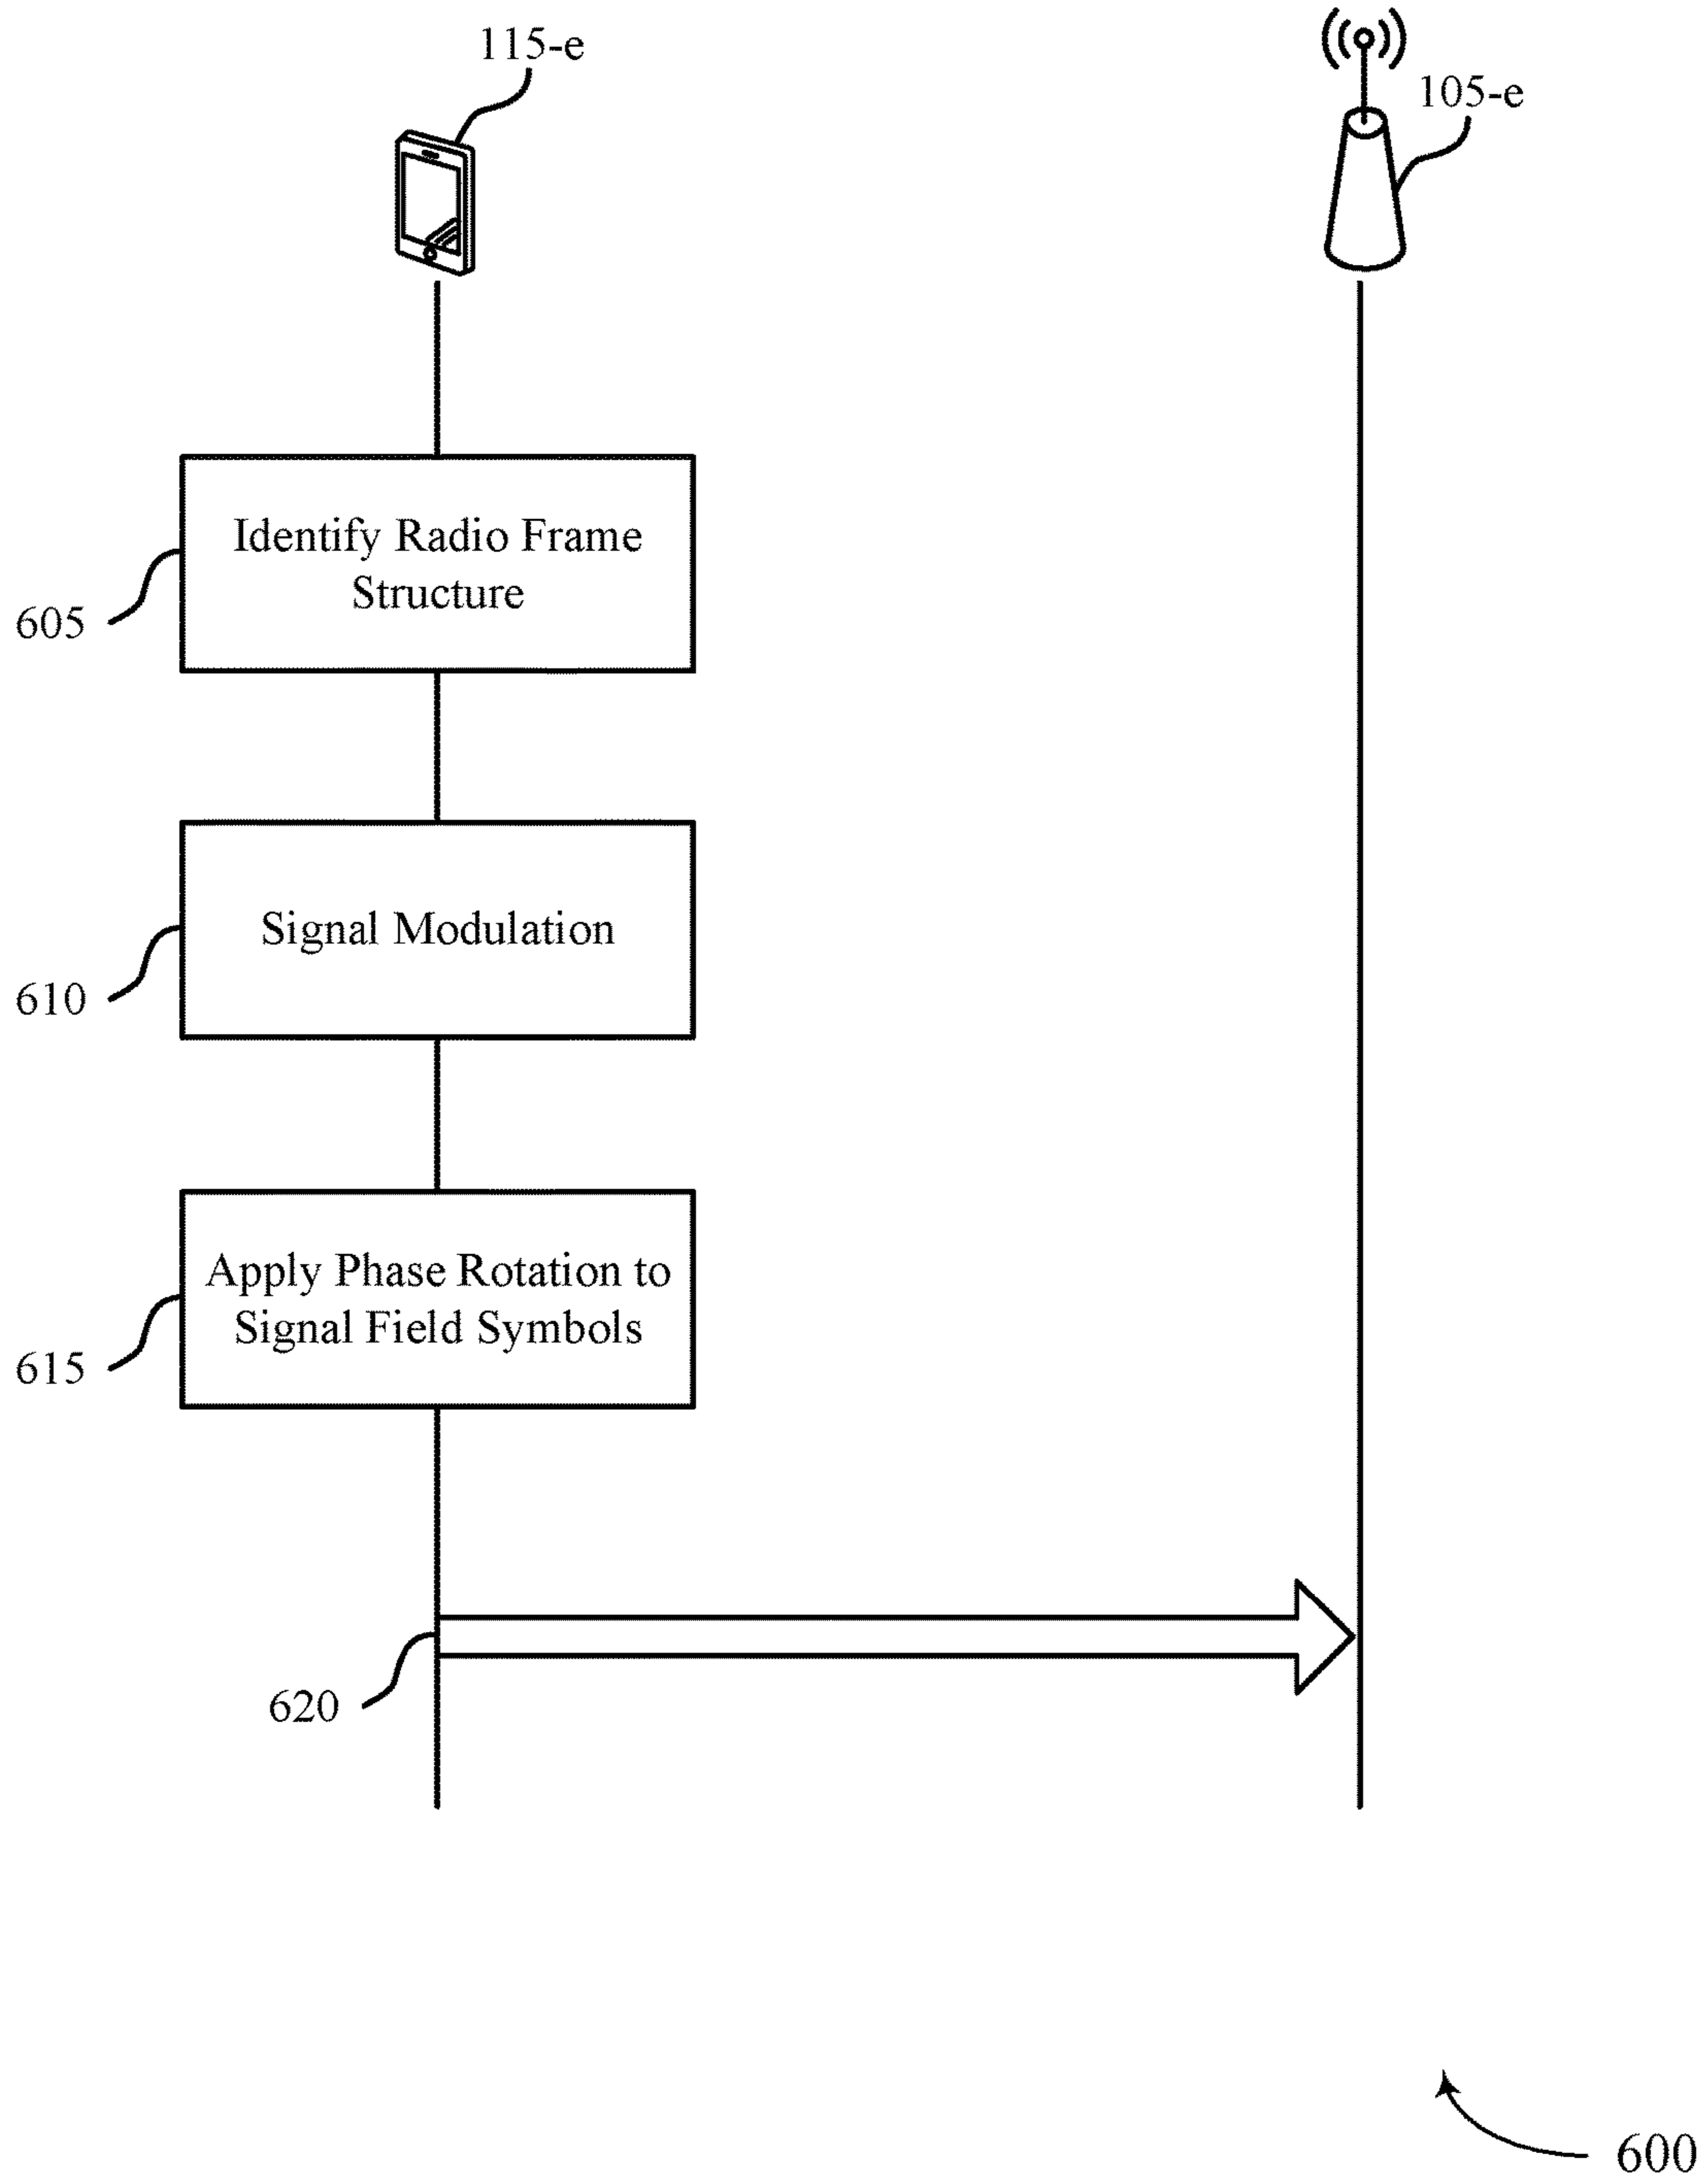 115-e
105-e
Identify Radio Frame
Structure
605
Signal Modulation
610
Apply Phase Rotation to
Signal Field Symbols
615
620
600